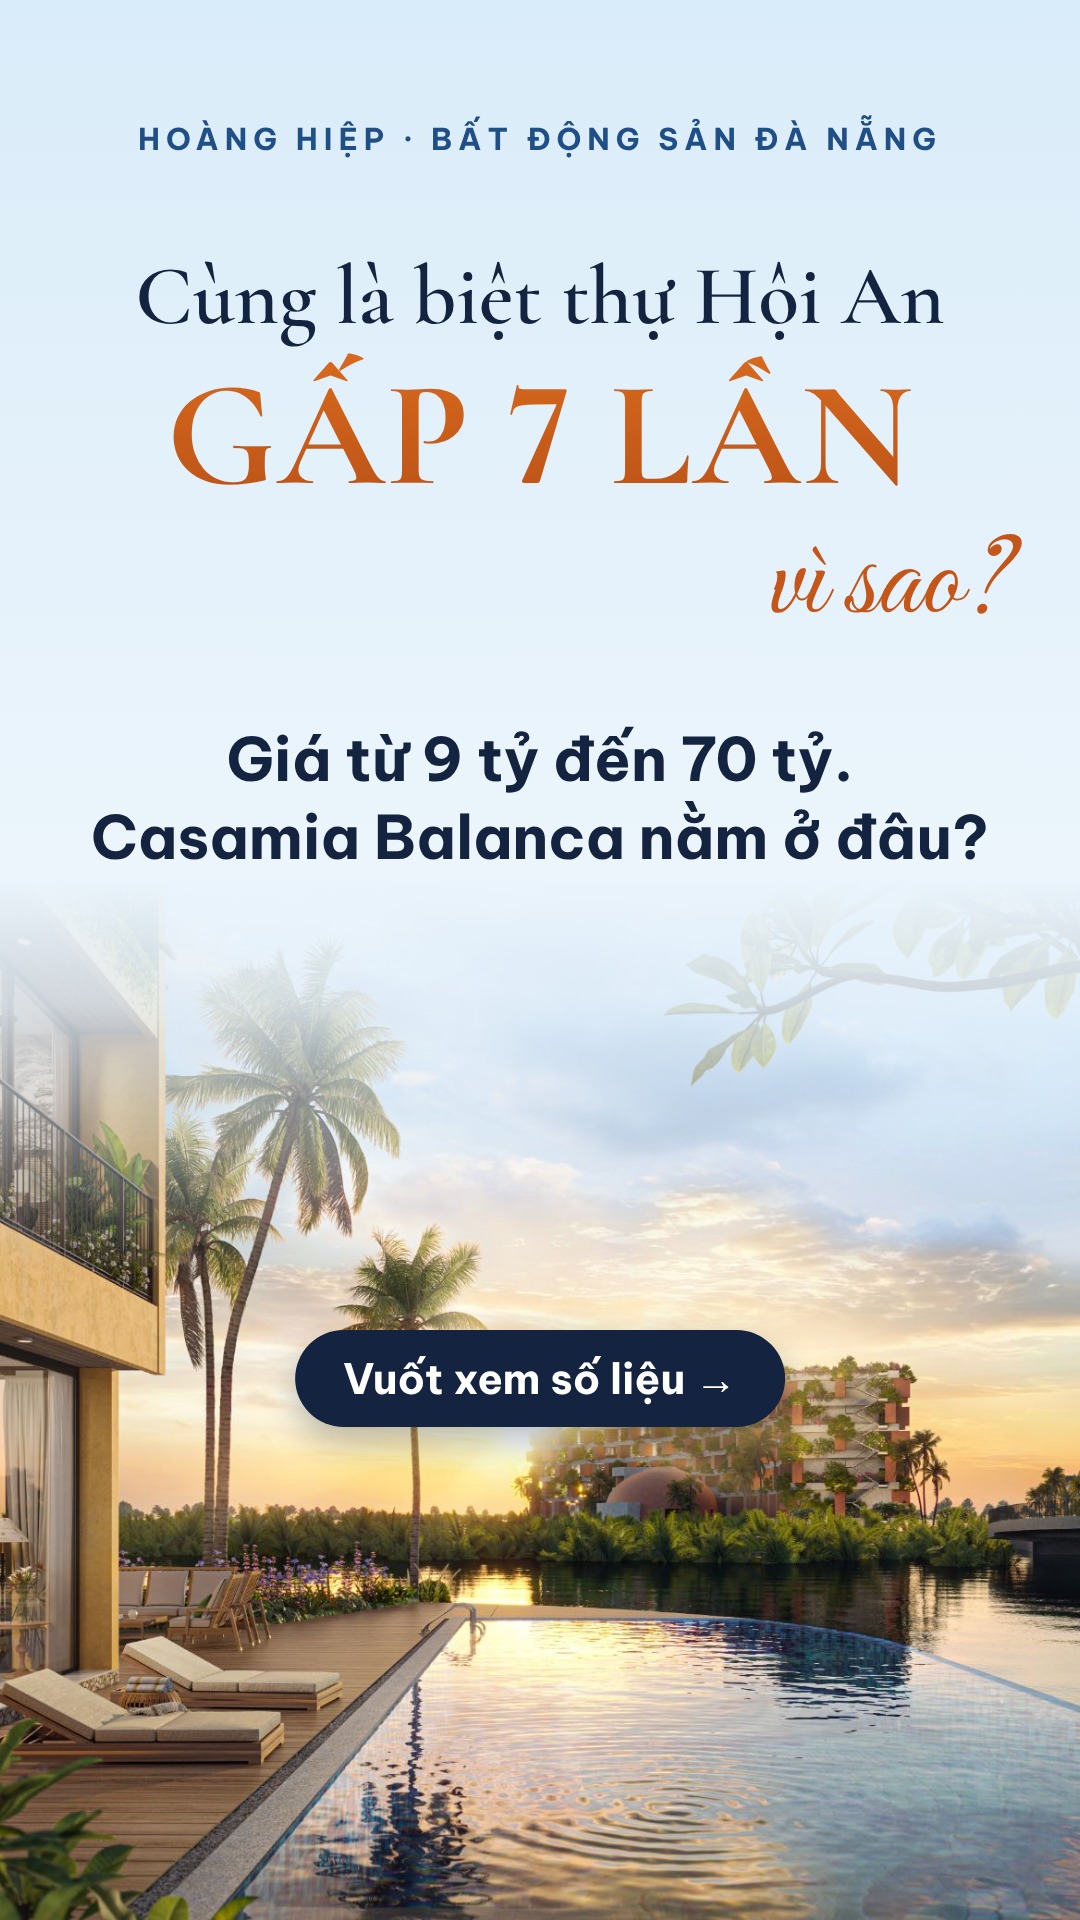 HOÀNG HIỆP · BẤT ĐỘNG SẢN ĐÀ NẴNG
Cùng là biệt thự Hội An
GẤP 7 LẦN
vì sao?
Giá từ 9 tỷ đến 70 tỷ.
Casamia Balanca nằm ở đâu?
Vuốt xem số liệu →